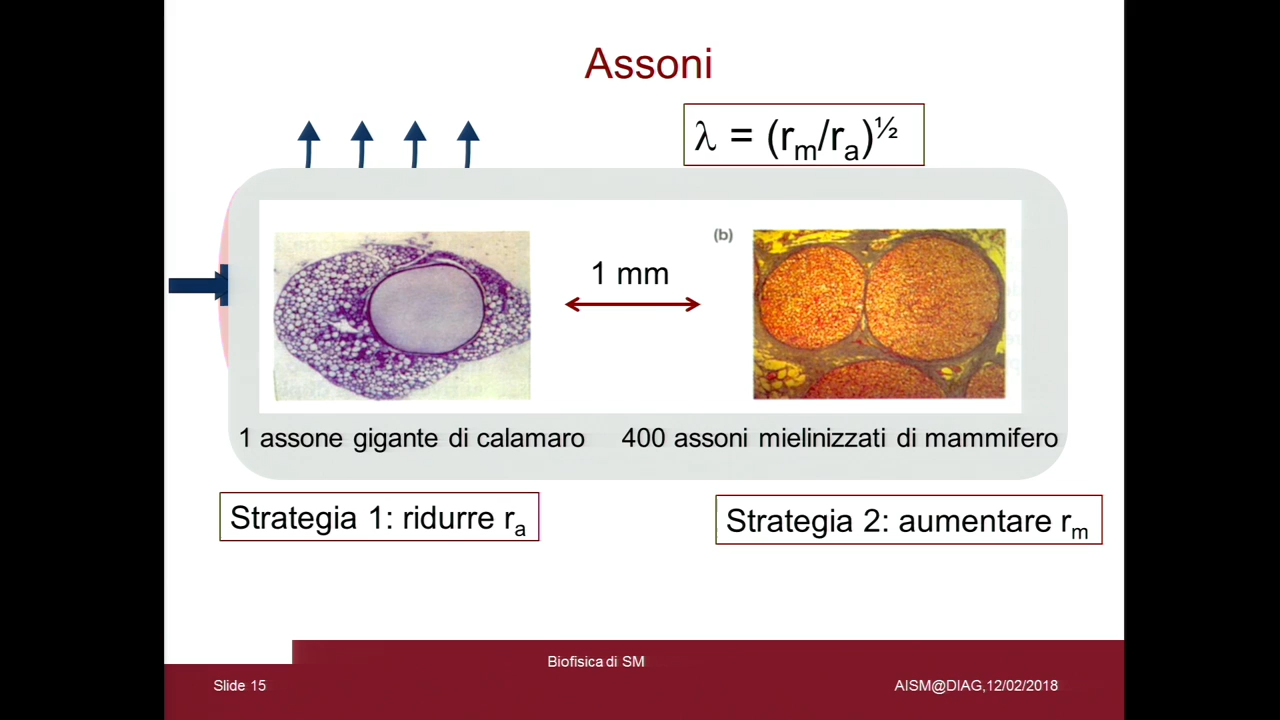 Assoni
λ = (rm/ra)½
(b)
1 mm
1 assone gigante di calamaro
400 assoni mielinizzati di mammifero
Strategia 1: ridurre ra
Strategia 2: aumentare rm
Biofisica di SM
Slide 15
AISM@DIAG,12/02/2018